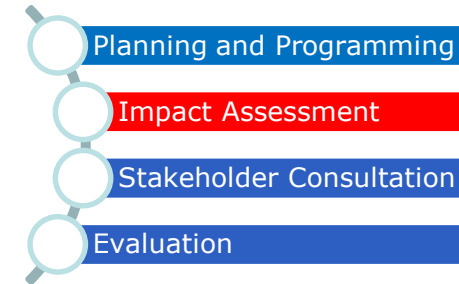 Planning and Programming
Impact Assessment
Stakeholder Consultation
Evaluation